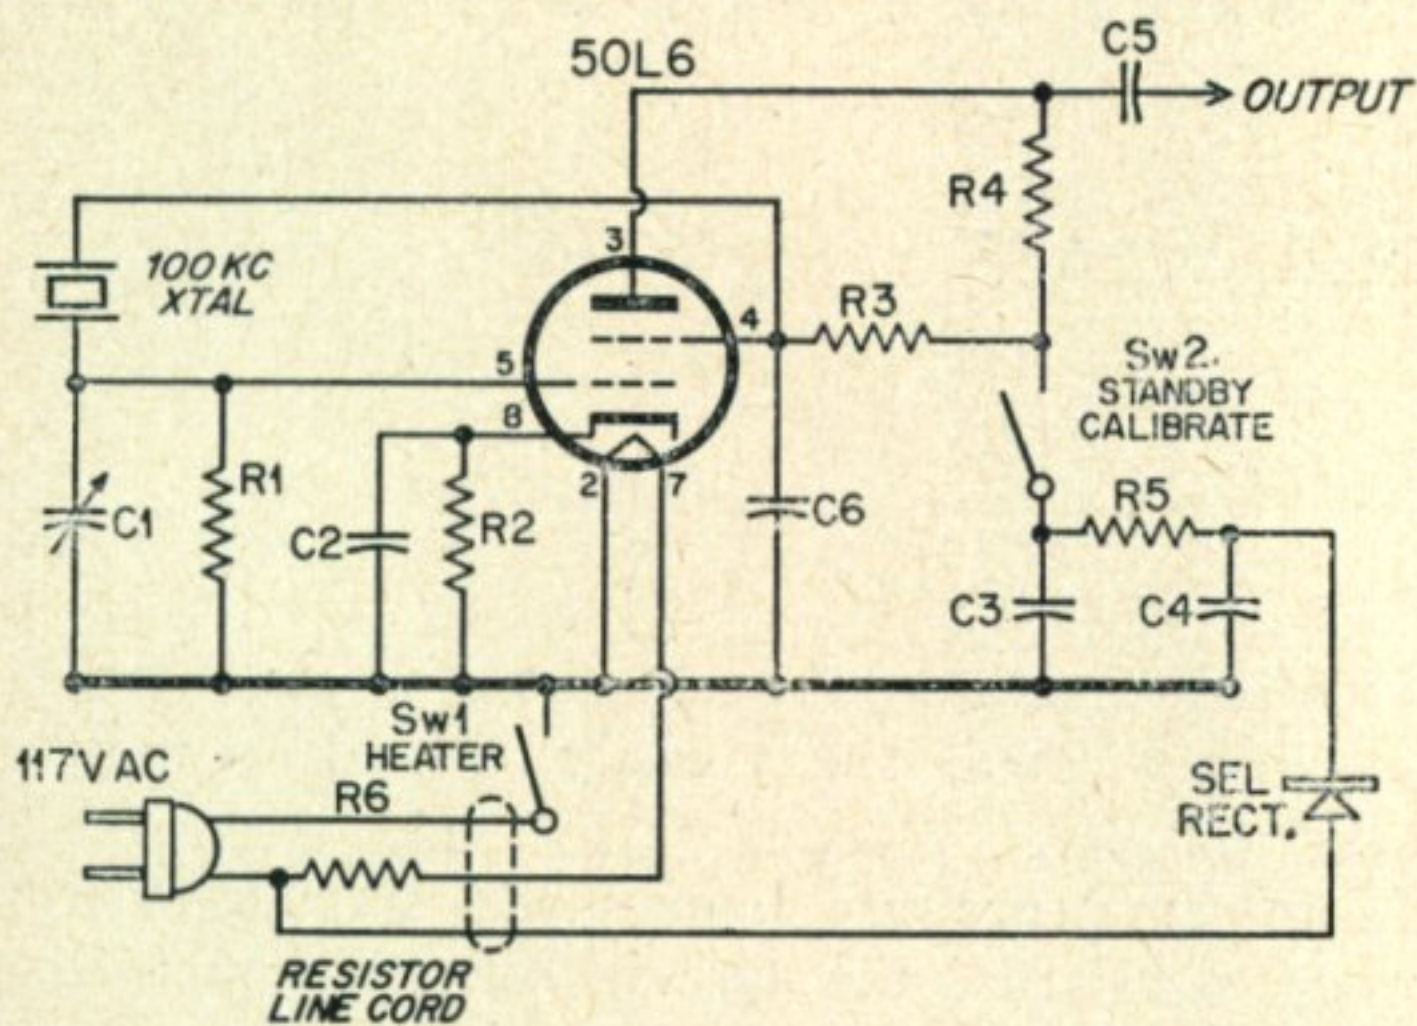 50L6
C5
OUTPUT
R4
100 KC
XTAL
3
4
R3
5
8
Sw2
STANDBY
CALIBRATE
R1
C1
C2
R2
2
7
C6
R5
C3
C4
Sw1
HEATER
117V AC
R6
SEL
RECT.
RESISTOR
LINE CORD